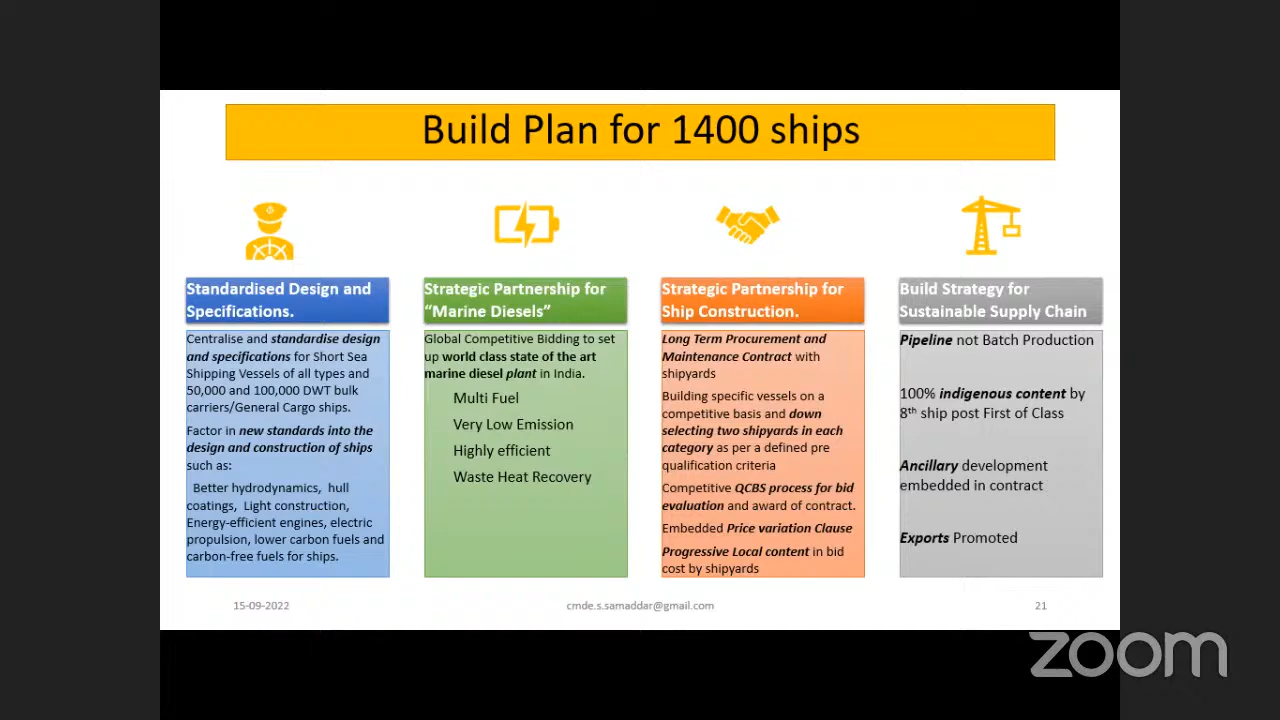 Build Plan for 1400 ships
Standardised Design and
Specifications.
Centralise and standardise design
and specifications for Short Sea
Shipping Vessels of all types and
50,000 and 100,000 DWT bulk
carriers/General Cargo ships.
Factor in new standards into the
design and construction of ships
such as:
Better hydrodynamics, hull
coatings, Light construction,
Energy-efficient engines, electric
propulsion, lower carbon fuels and
carbon-free fuels for ships.
Strategic Partnership for
“Marine Diesels”
Global Competitive Bidding to set
up world class state of the art
marine diesel plant in India.
Multi Fuel
Very Low Emission
Highly efficient
Waste Heat Recovery
Strategic Partnership for
Ship Construction.
Long Term Procurement and
Maintenance Contract with
shipyards
Building specific vessels on a
competitive basis and down
selecting two shipyards in each
category as per a defined pre
qualification criteria
Competitive QCBS process for bid
evaluation and award of contract.
Embedded Price variation Clause
Progressive Local content in bid
cost by shipyards
Build Strategy for
Sustainable Supply Chain
Pipeline not Batch Production
100% indigenous content by
8th ship post First of Class
Ancillary development
embedded in contract
Exports Promoted
15-09-2022
cmde.s.samaddar@gmail.com
21
zoom